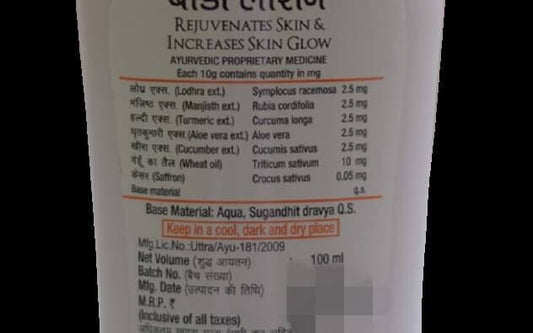 बॉडी लोशन
REJUVENATES SKIN &
INCREASES SKIN GLOW
AYURVEDIC PROPRIETARY MEDICINE
Each 10g contains quantity in mg
लोध्र एक्स. (Lodhra ext.) Symplocus racemosa 2.5 mg
मंजिष्ठ एक्स. (Manjisth ext.) Rubia cordifolia 2.5 mg
हल्दी एक्स. (Turmeric ext.) Curcuma longa 2.5 mg
घृतकुमारी एक्स. (Aloe vera ext.) Aloe vera 2.5 mg
खीरा एक्स. (Cucumber ext.) Cucumis sativus 2.5 mg
गेहूँ का तैल (Wheat oil) Triticum sativum 10 mg
केसर (Saffron) Crocus sativus 0.05 mg
Base material q.s.
Base Material: Aqua, Sugandhit dravya Q.S.
Keep in a cool, dark and dry place
Mfg.Lic.No.:Uttra/Ayu-181/2009
Net Volume (शुद्ध आयतन) : 100 ml
Batch No. (बैच संख्या)
Mfg. Date (उत्पादन की तिथि)
M.R.P. ₹
(Inclusive of all taxes)